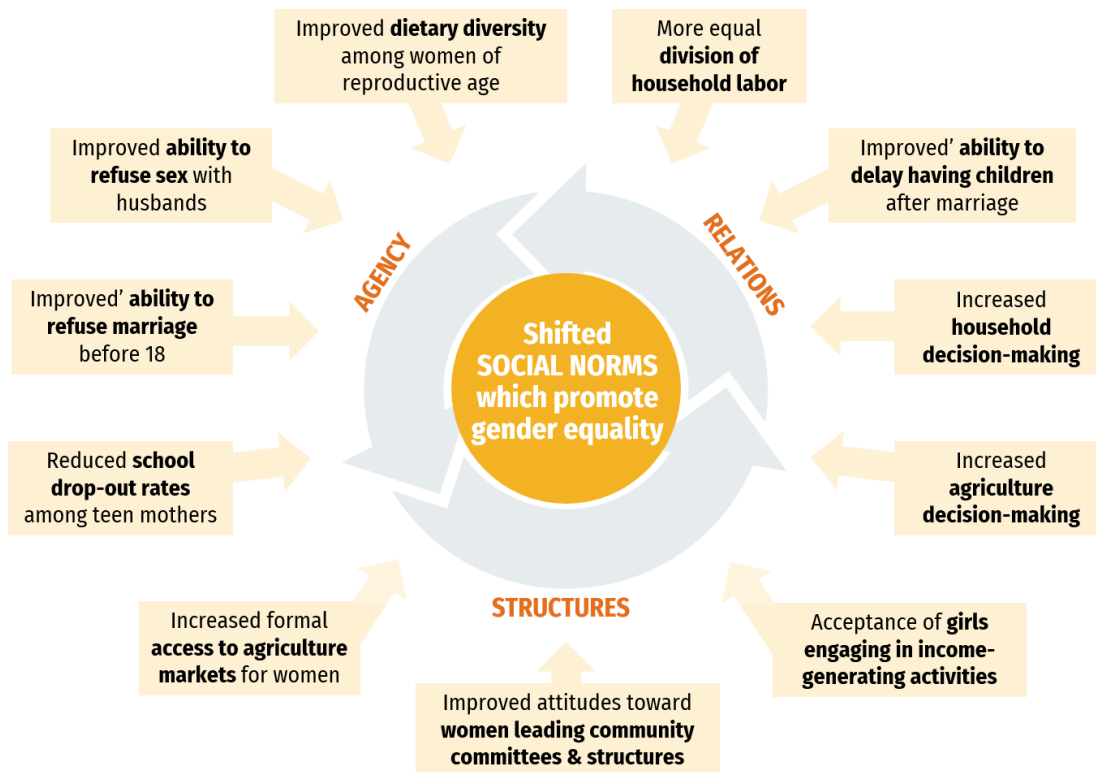 Improved dietary diversity
among women of
reproductive age
More equal
division of
household labor
Improved ability to
refuse sex with
husbands
Improved’ ability to
delay having children
after marriage
AGENCY
RELATIONS
Improved’ ability to
refuse marriage
before 18
Shifted
SOCIAL NORMS
which promote
gender equality
Increased
household
decision-making
Reduced school
drop-out rates
among teen mothers
Increased
agriculture
decision-making
STRUCTURES
Increased formal
access to agriculture
markets for women
Acceptance of girls
engaging in income-
generating activities
Improved attitudes toward
women leading community
committees & structures